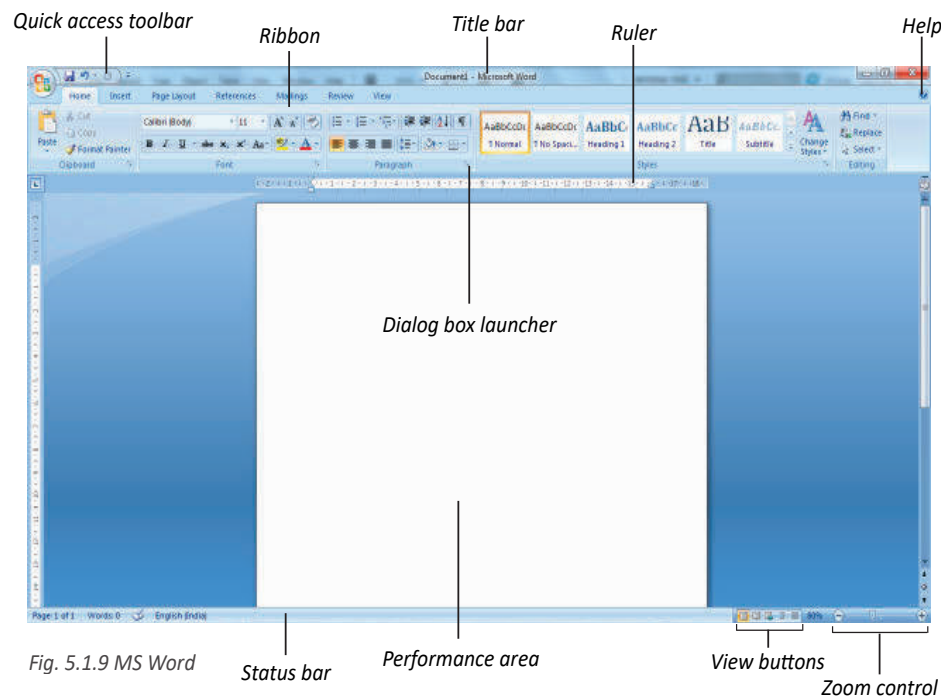 Quick access toolbar
Ribbon
Title bar
Ruler
Help
Document1 - Microsoft Word
Home Insert Page Layout References Mailings Review View
Cut
Copy
Format Painter
Paste
Clipboard
Calibri (Body) 11
B I U abe x, x² Aa A
Font
Paragraph
AaBbCcDc AaBbCcDc AaBbC AaBbCc AaB AaBbCc.
¶ Normal ¶ No Spaci... Heading 1 Heading 2 Title Subtitle
Change
Styles
Styles
Find
Replace
Select
Editing
Dialog box launcher
Page: 1 of 1 Words: 0 English (India) 80%
Fig. 5.1.9 MS Word
Status bar
Performance area
View buttons
Zoom control